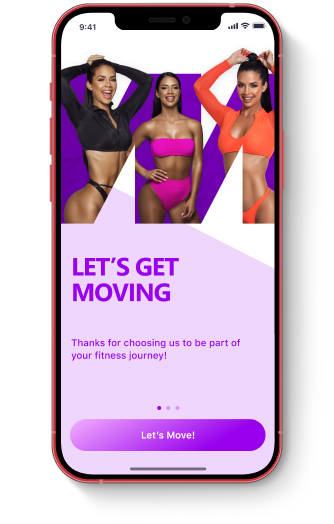 9:41
LET'S GET
MOVING
Thanks for choosing us to be part of
your fitness journey!
Let's Move!